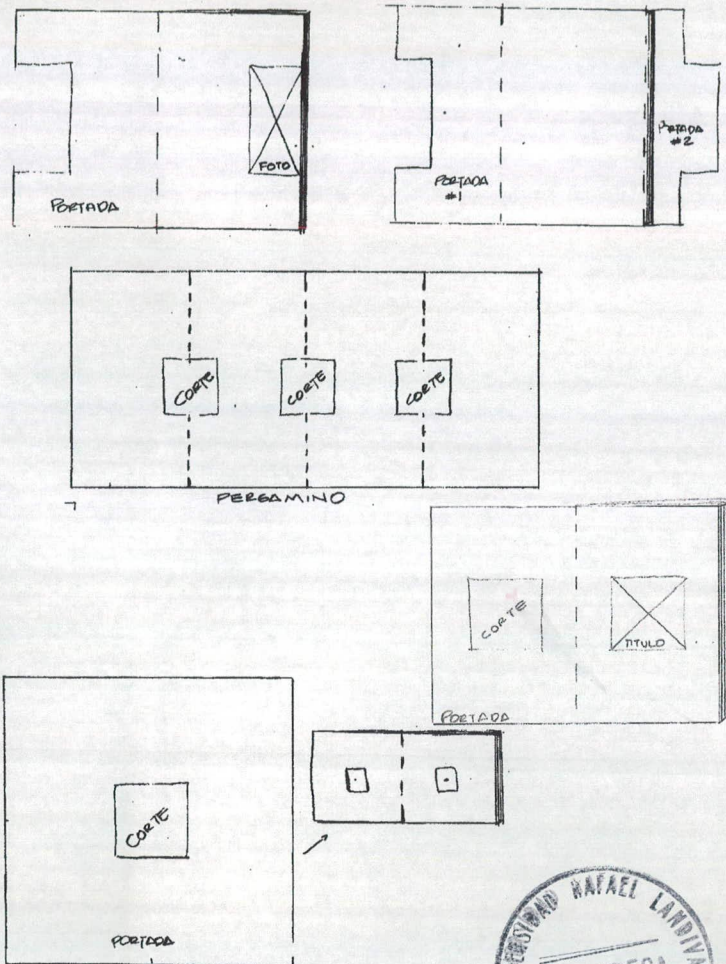 FOTO
PORTADA
PORTADA
#1
PORTADA
#2
CORTE
CORTE
CORTE
PERGAMINO
CORTE
TITULO
PORTADA
CORTE
PORTADA
RAFAEL